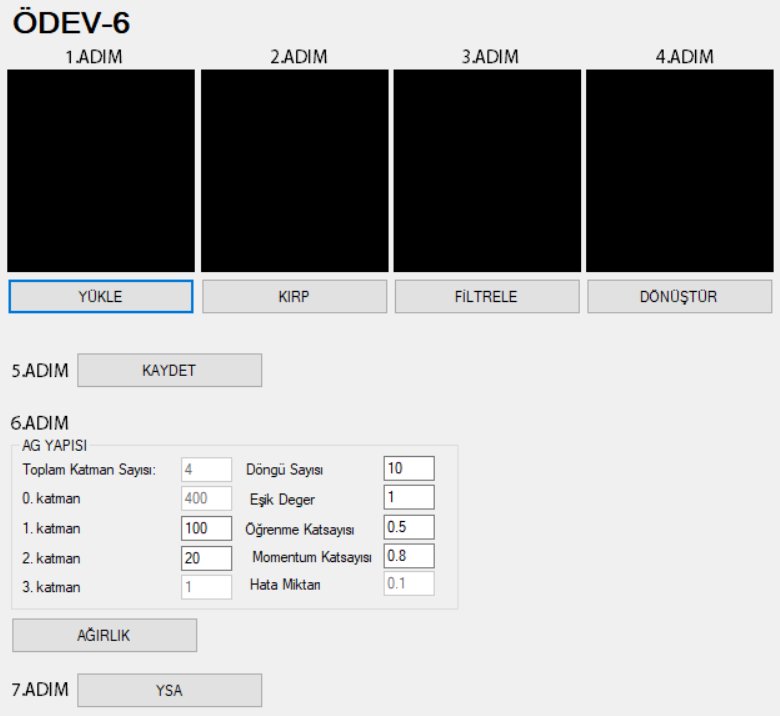 ÖDEV-6
1.ADIM 2.ADIM 3.ADIM 4.ADIM
YÜKLE KIRP FİLTRELE DÖNÜŞTÜR
5.ADIM KAYDET
6.ADIM
AG YAPISI
Toplam Katman Sayısı: 4 Döngü Sayısı 10
0. katman 400 Eşik Deger 1
1. katman 100 Öğrenme Katsayısı 0.5
2. katman 20 Momentum Katsayısı 0.8
3. katman 1 Hata Miktarı 0.1
AĞIRLIK
7.ADIM YSA